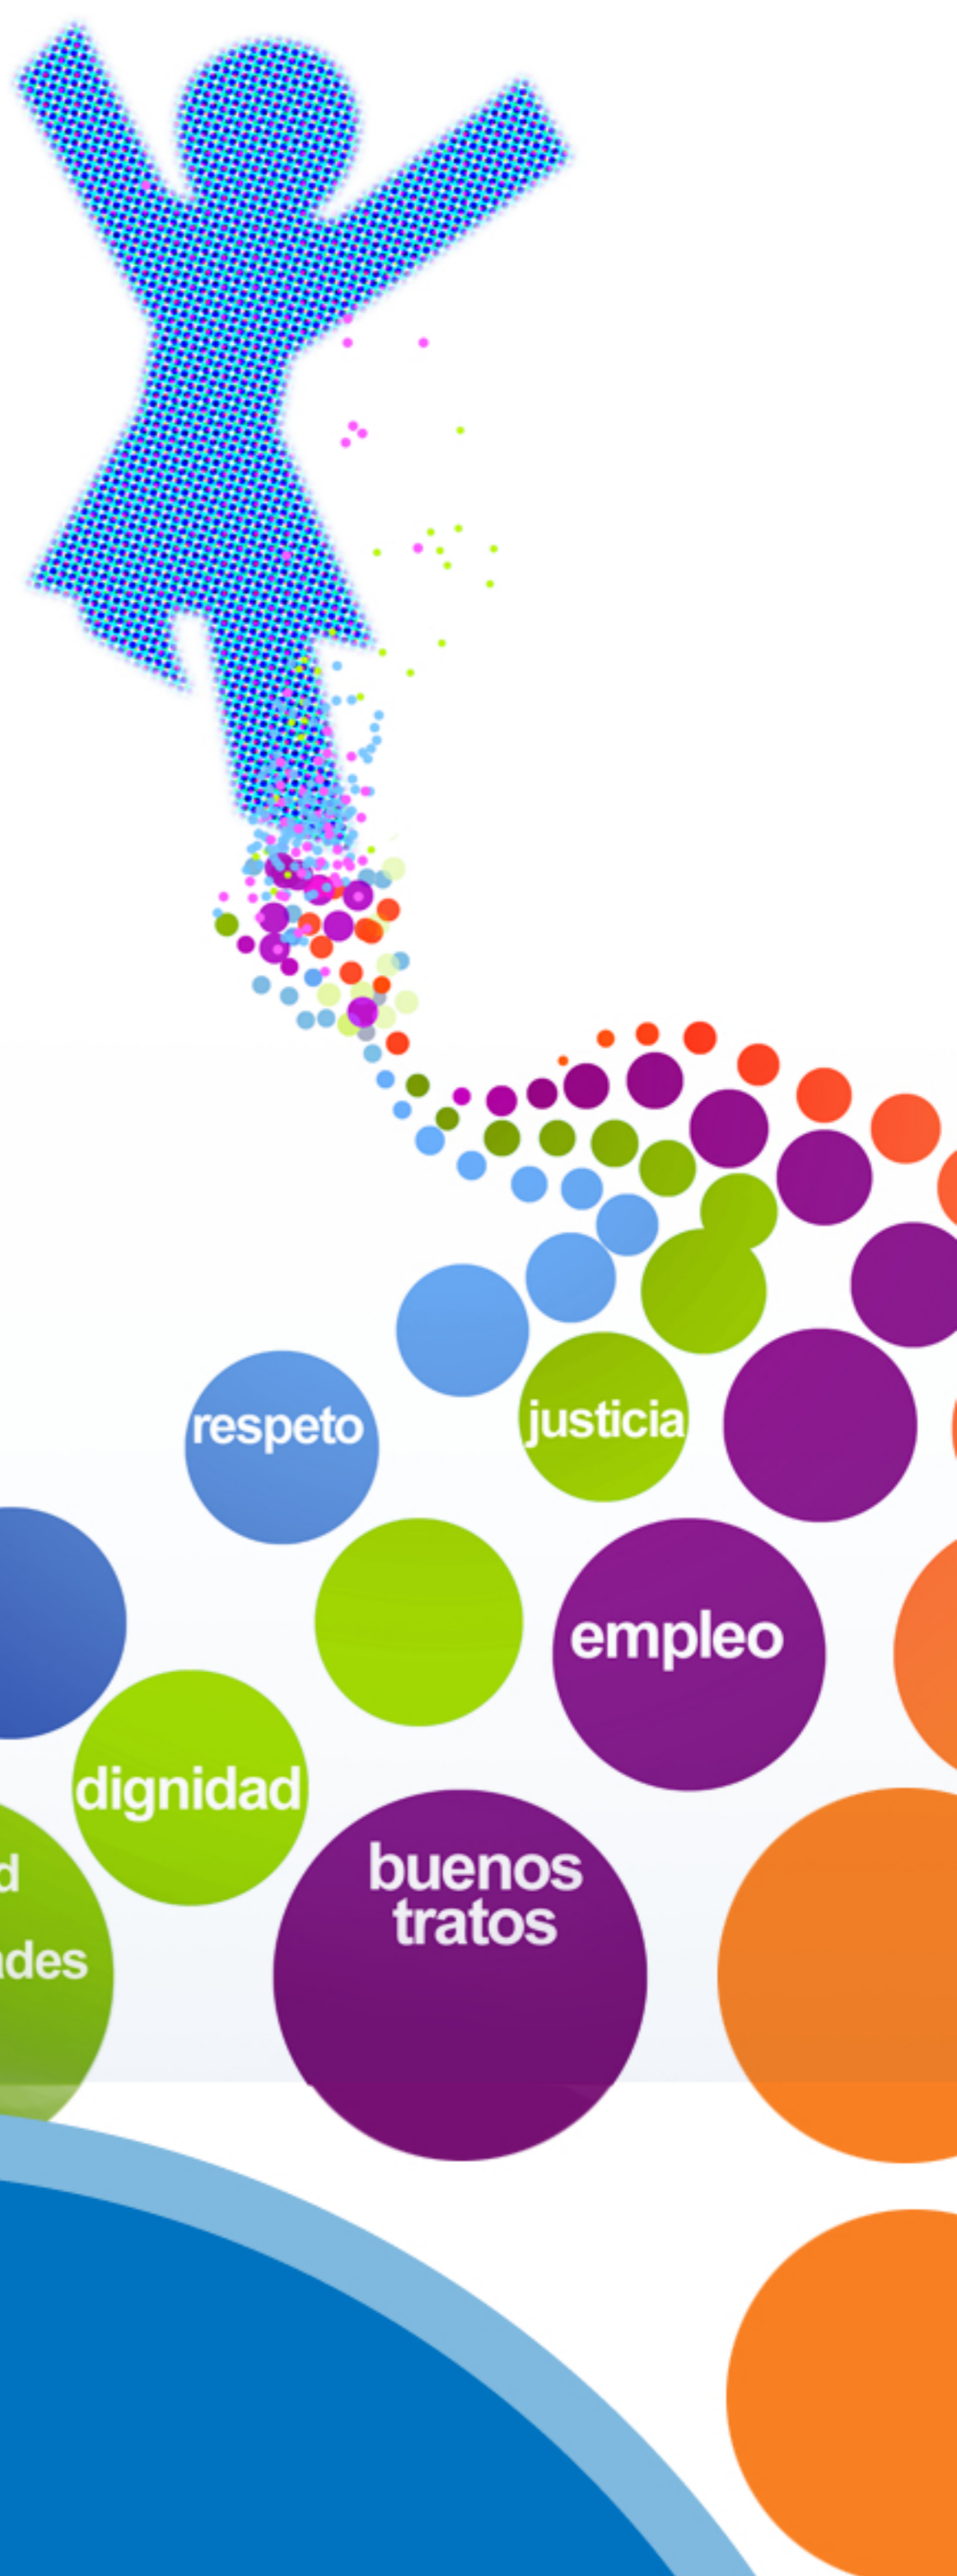 respeto
justicia
empleo
dignidad
buenos
tratos